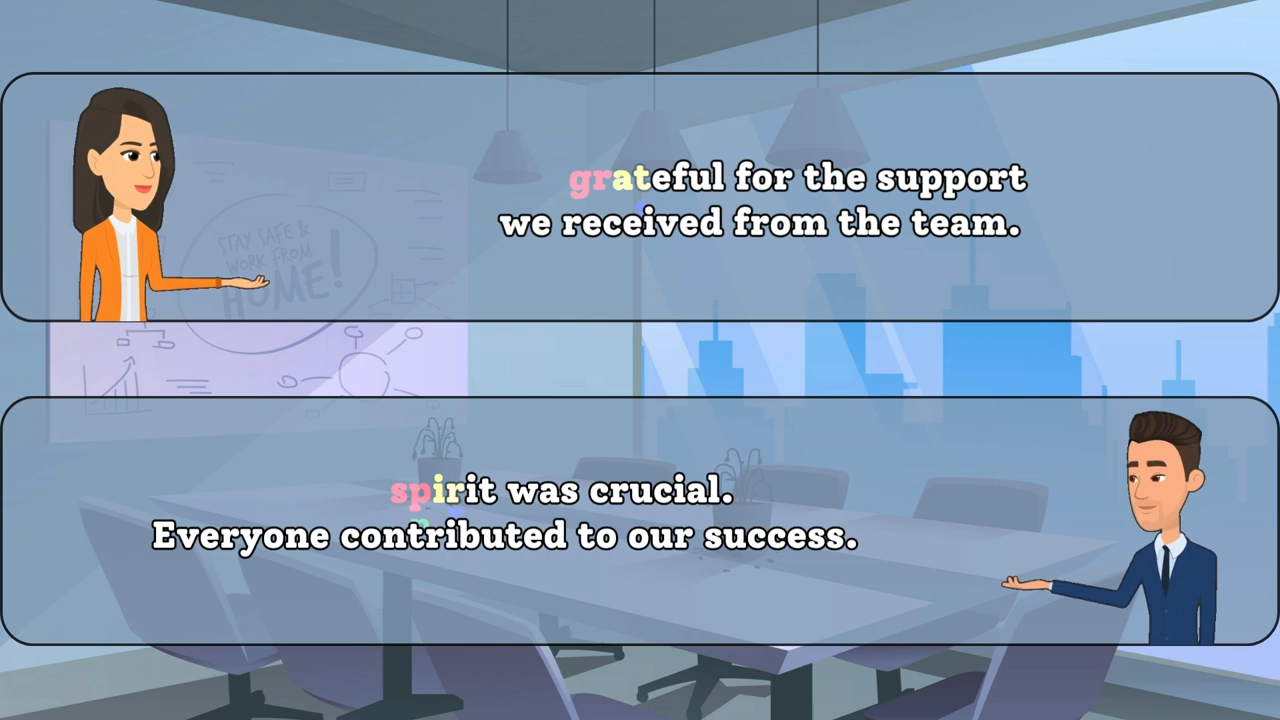 grateful for the support
we received from the team.
STAY SAFE &
WORK FROM
HOME!
spirit was crucial.
Everyone contributed to our success.